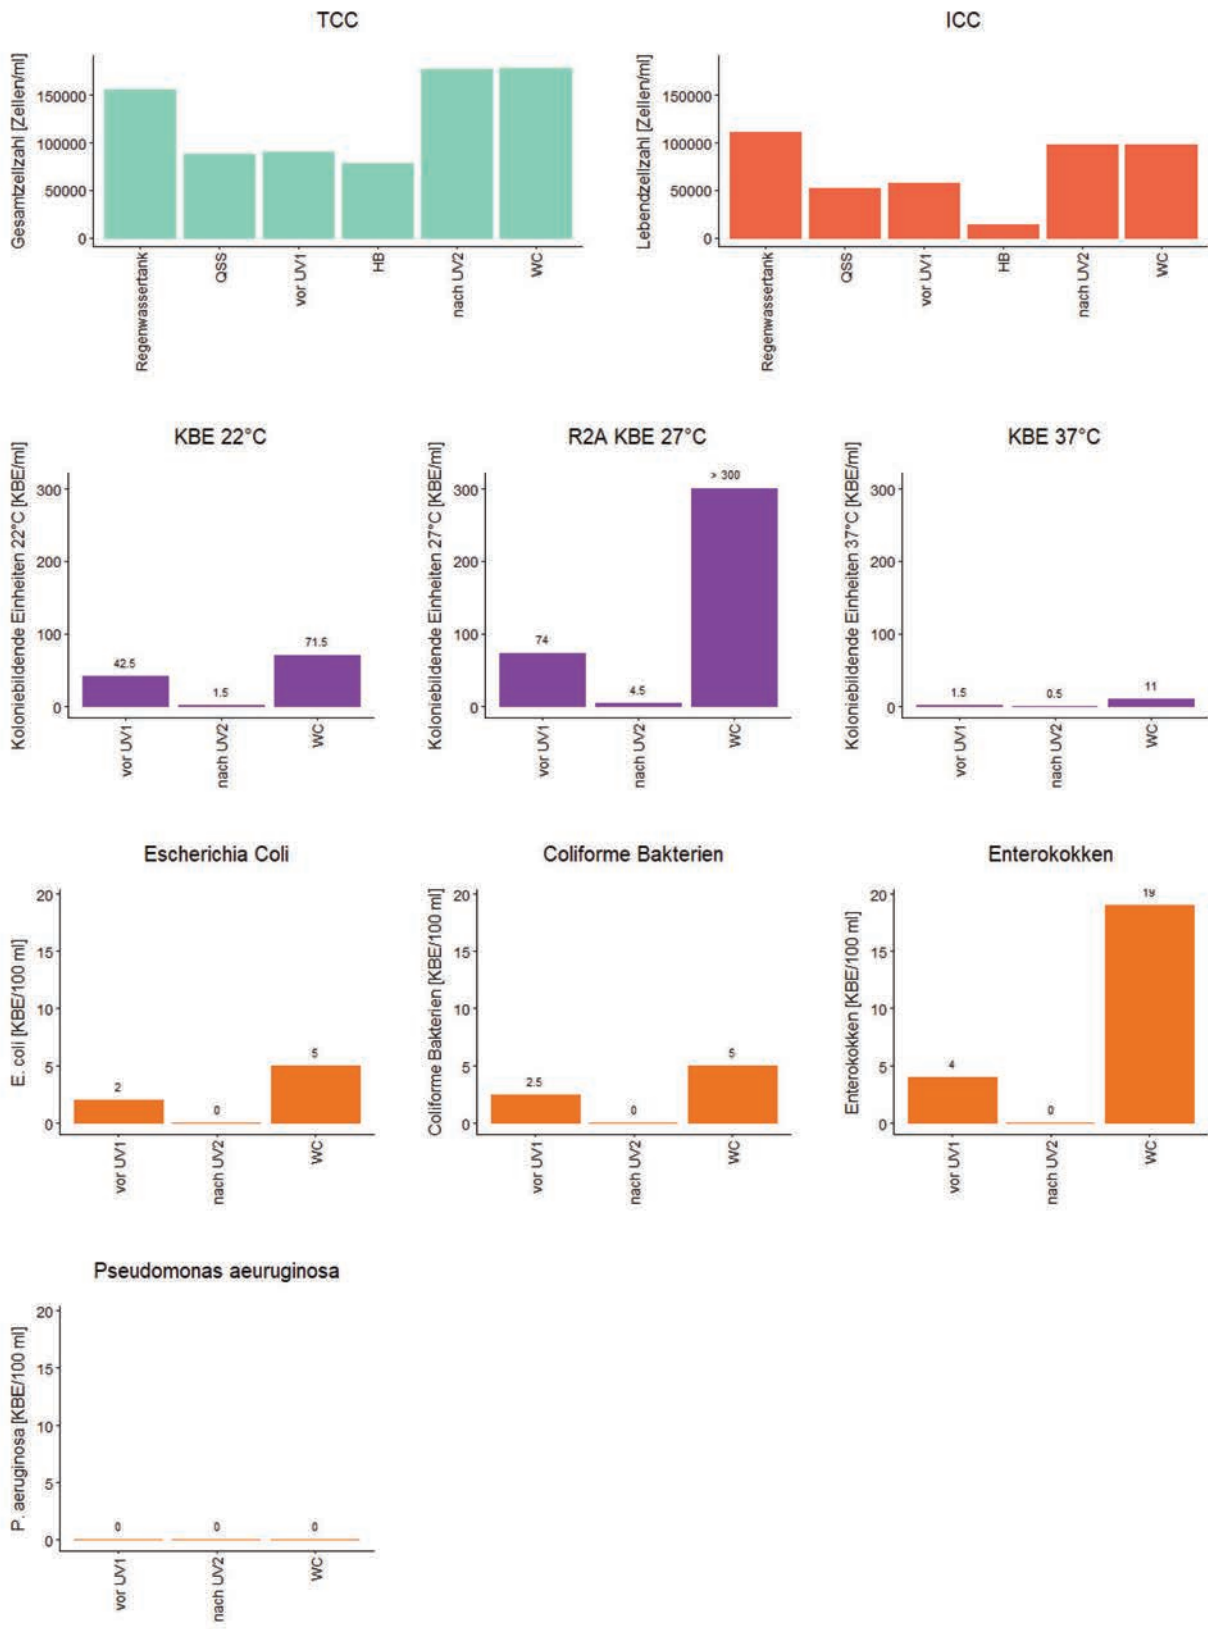 TCC
Gesamtzellzahl [Zellen/ml]
150000
100000
50000
0
Regenwassertank
QSS
vor UV1
HB
nach UV2
WC
ICC
Lebendzellzahl [Zellen/ml]
150000
100000
50000
0
Regenwassertank
QSS
vor UV1
HB
nach UV2
WC
KBE 22°C
Koloniebildende Einheiten 22°C [KBE/ml]
300
200
100
0
42.5
1.5
71.5
vor UV1
nach UV2
WC
R2A KBE 27°C
Koloniebildende Einheiten 27°C [KBE/ml]
300
200
100
0
74
4.5
> 300
vor UV1
nach UV2
WC
KBE 37°C
Koloniebildende Einheiten 37°C [KBE/ml]
300
200
100
0
1.5
0.5
11
vor UV1
nach UV2
WC
Escherichia Coli
E. coli [KBE/100 ml]
20
15
10
5
0
2
0
5
vor UV1
nach UV2
WC
Coliforme Bakterien
Coliforme Bakterien [KBE/100 ml]
20
15
10
5
0
2.5
0
5
vor UV1
nach UV2
WC
Enterokokken
Enterokokken [KBE/100 ml]
20
15
10
5
0
4
0
19
vor UV1
nach UV2
WC
Pseudomonas aeuruginosa
P. aeruginosa [KBE/100 ml]
20
15
10
5
0
0
0
0
vor UV1
nach UV2
WC